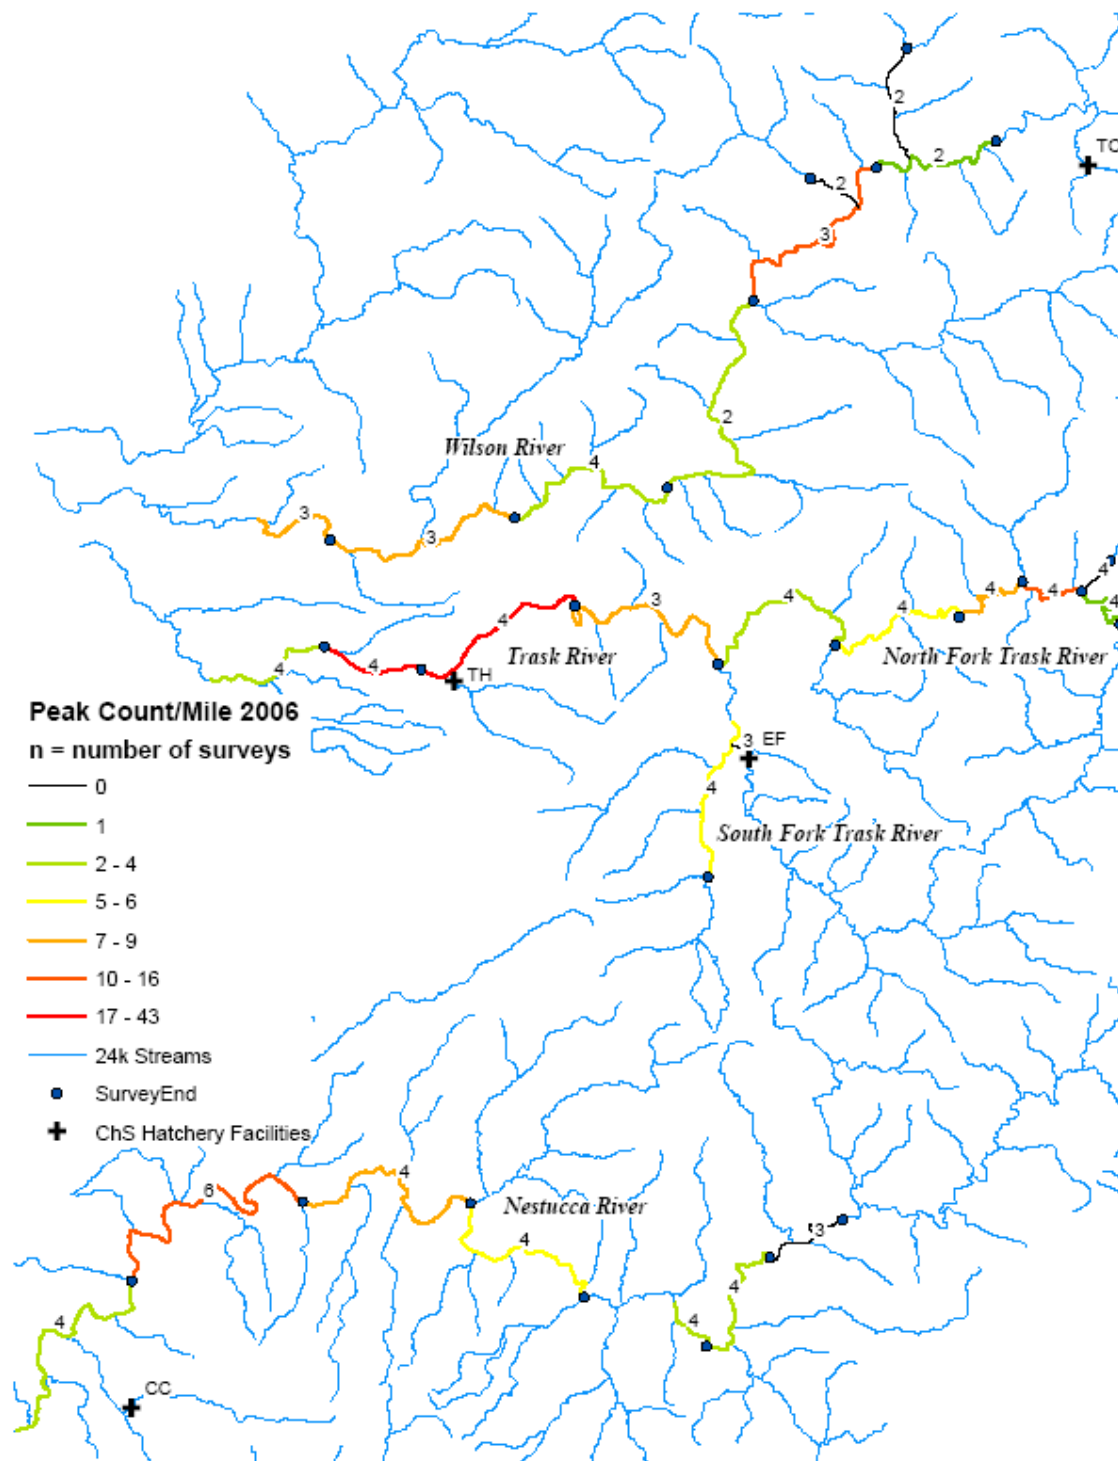 2
TC
2
2
3
2
Wilson River
4
3
3
4
4
4
3
4
4
4
4
4
Trask River
North Fork Trask River
4
4
TH
Peak Count/Mile 2006
n = number of surveys
3
EF
0
4
1
South Fork Trask River
2 - 4
5 - 6
7 - 9
10 - 16
17 - 43
24k Streams
SurveyEnd
ChS Hatchery Facilities
4
6
Nestucca River
3
4
4
4
4
CC